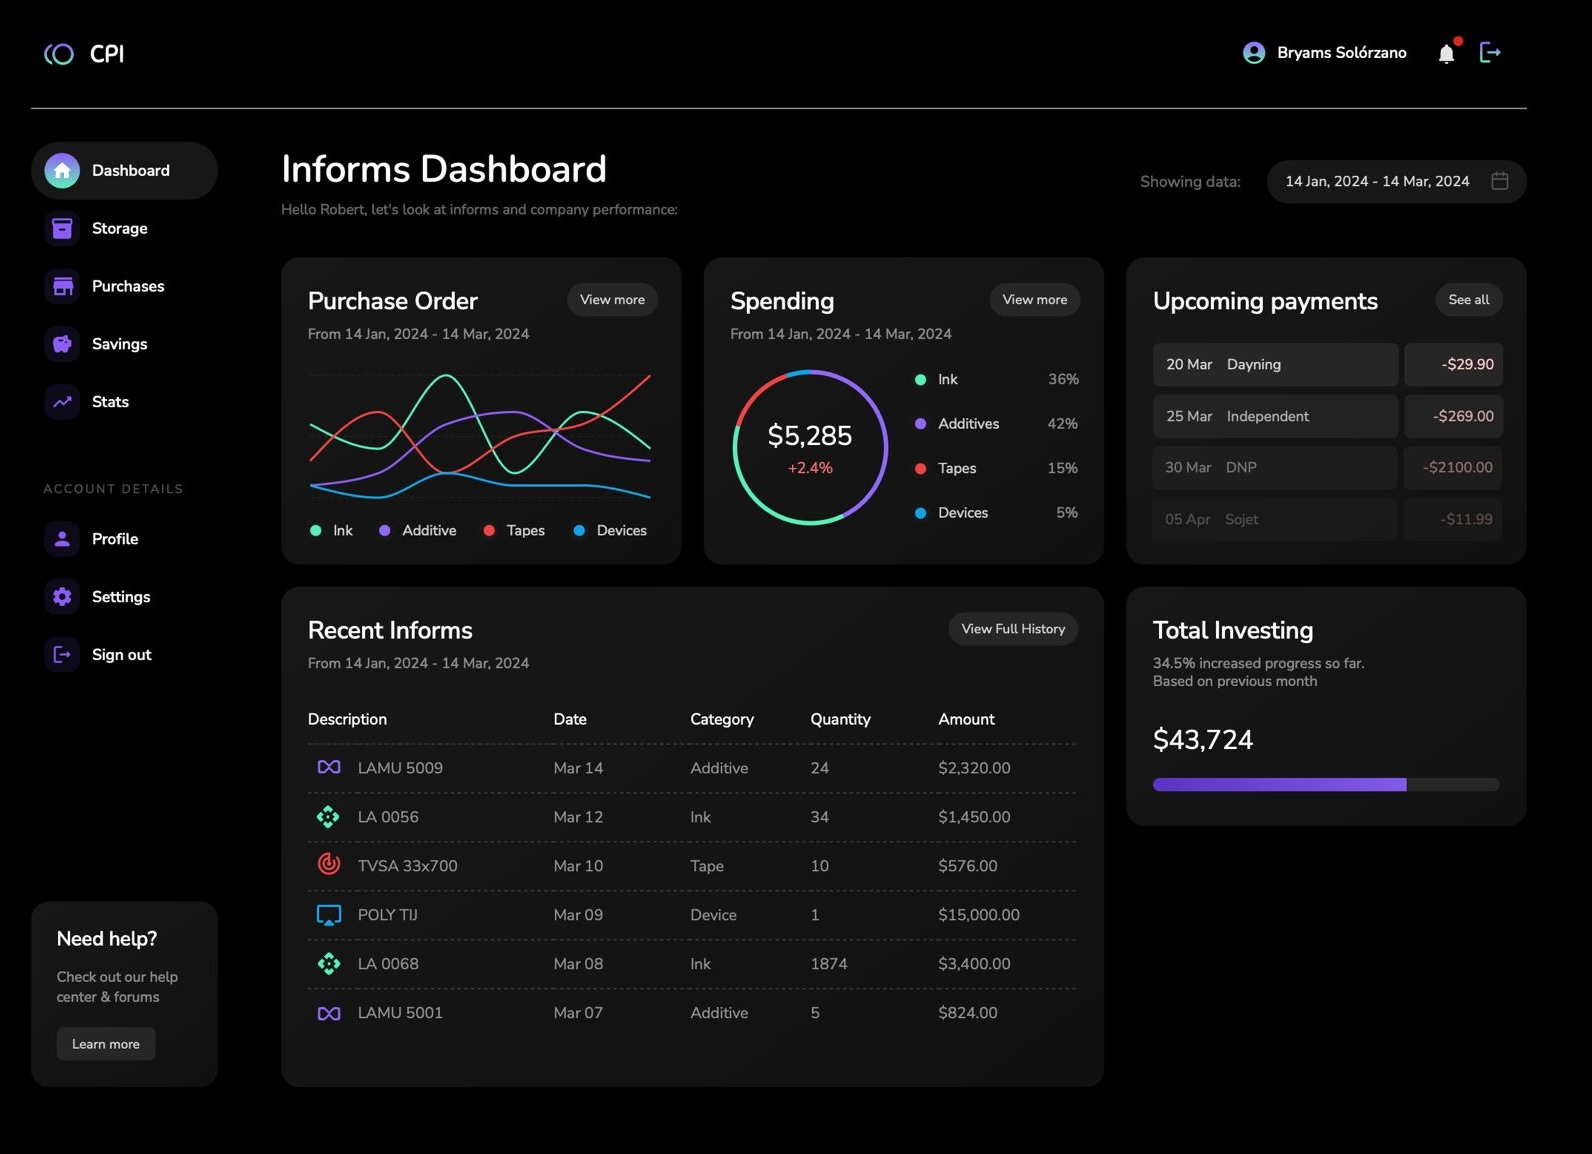 CPI
Bryams Solórzano
Dashboard
Storage
Purchases
Savings
Stats
ACCOUNT DETAILS
Profile
Settings
Sign out
Need help?
Check out our help
center & forums
Learn more
Informs Dashboard
Hello Robert, let's look at informs and company performance:
Showing data:
14 Jan, 2024 - 14 Mar, 2024
Purchase Order
View more
From 14 Jan, 2024 - 14 Mar, 2024
Ink Additive Tapes Devices
Spending
View more
From 14 Jan, 2024 - 14 Mar, 2024
$5,285
+2.4%
Ink 36%
Additives 42%
Tapes 15%
Devices 5%
Upcoming payments
See all
20 Mar Dayning -$29.90
25 Mar Independent -$269.00
30 Mar DNP -$2100.00
05 Apr Sojet -$11.99
Recent Informs
View Full History
From 14 Jan, 2024 - 14 Mar, 2024
Description Date Category Quantity Amount
LAMU 5009 Mar 14 Additive 24 $2,320.00
LA 0056 Mar 12 Ink 34 $1,450.00
TVSA 33x700 Mar 10 Tape 10 $576.00
POLY TIJ Mar 09 Device 1 $15,000.00
LA 0068 Mar 08 Ink 1874 $3,400.00
LAMU 5001 Mar 07 Additive 5 $824.00
Total Investing
34.5% increased progress so far.
Based on previous month
$43,724